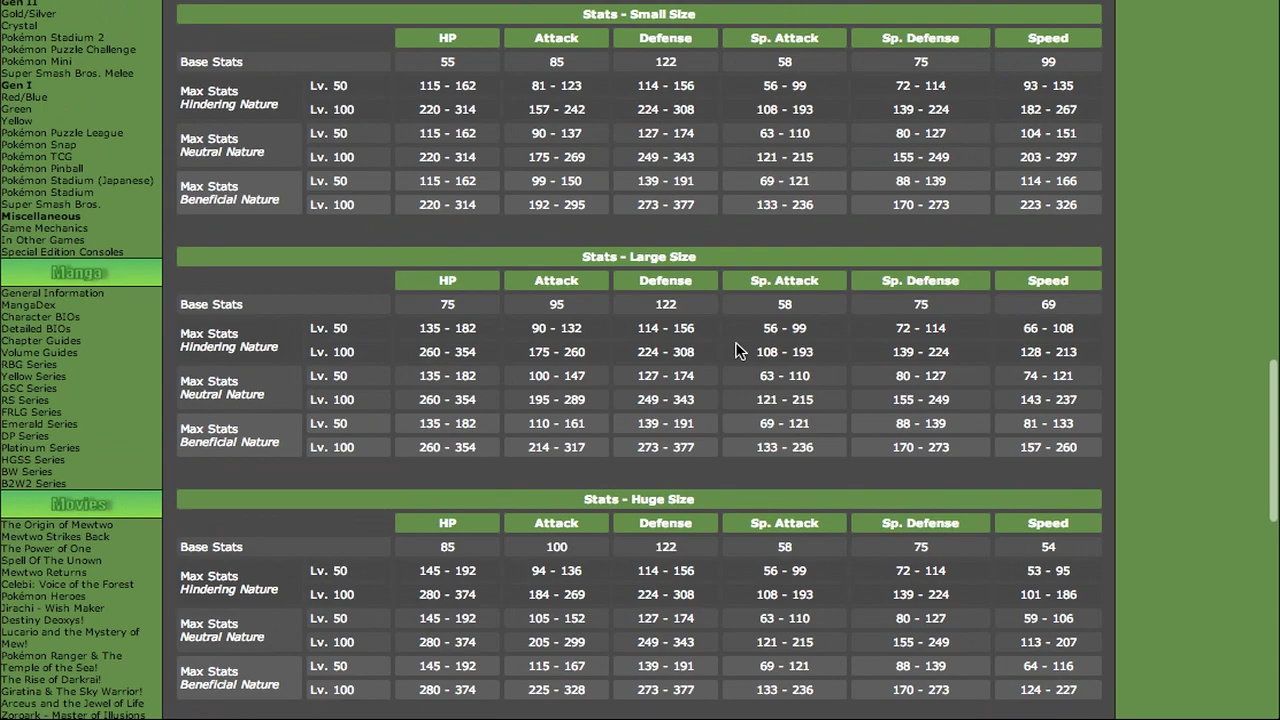 Gen II
Gold/Silver
Crystal
Pokémon Stadium 2
Pokémon Puzzle Challenge
Pokémon Mini
Super Smash Bros. Melee
Gen I
Red/Blue
Green
Yellow
Pokémon Puzzle League
Pokémon Snap
Pokémon TCG
Pokémon Pinball
Pokémon Stadium (Japanese)
Pokémon Stadium
Super Smash Bros.
Miscellaneous
Game Mechanics
In Other Games
Special Edition Consoles
Manga
General Information
MangaDex
Character BIOs
Detailed BIOs
Chapter Guides
Volume Guides
RBG Series
Yellow Series
GSC Series
RS Series
FRLG Series
Emerald Series
DP Series
Platinum Series
HGSS Series
BW Series
B2W2 Series
Movies
The Origin of Mewtwo
Mewtwo Strikes Back
The Power of One
Spell Of The Unown
Mewtwo Returns
Celebi: Voice of the Forest
Pokémon Heroes
Jirachi - Wish Maker
Destiny Deoxys!
Lucario and the Mystery of
Mew!
Pokémon Ranger & The
Temple of the Sea!
The Rise of Darkrai!
Giratina & The Sky Warrior!
Arceus and the Jewel of Life
Zoroark - Master of Illusions
Stats - Small Size
HP Attack Defense Sp. Attack Sp. Defense Speed
Base Stats 55 85 122 58 75 99
Max Stats
Hindering Nature
Lv. 50 115 - 162 81 - 123 114 - 156 56 - 99 72 - 114 93 - 135
Lv. 100 220 - 314 157 - 242 224 - 308 108 - 193 139 - 224 182 - 267
Max Stats
Neutral Nature
Lv. 50 115 - 162 90 - 137 127 - 174 63 - 110 80 - 127 104 - 151
Lv. 100 220 - 314 175 - 269 249 - 343 121 - 215 155 - 249 203 - 297
Max Stats
Beneficial Nature
Lv. 50 115 - 162 99 - 150 139 - 191 69 - 121 88 - 139 114 - 166
Lv. 100 220 - 314 192 - 295 273 - 377 133 - 236 170 - 273 223 - 326
Stats - Large Size
HP Attack Defense Sp. Attack Sp. Defense Speed
Base Stats 75 95 122 58 75 69
Max Stats
Hindering Nature
Lv. 50 135 - 182 90 - 132 114 - 156 56 - 99 72 - 114 66 - 108
Lv. 100 260 - 354 175 - 260 224 - 308 108 - 193 139 - 224 128 - 213
Max Stats
Neutral Nature
Lv. 50 135 - 182 100 - 147 127 - 174 63 - 110 80 - 127 74 - 121
Lv. 100 260 - 354 195 - 289 249 - 343 121 - 215 155 - 249 143 - 237
Max Stats
Beneficial Nature
Lv. 50 135 - 182 110 - 161 139 - 191 69 - 121 88 - 139 81 - 133
Lv. 100 260 - 354 214 - 317 273 - 377 133 - 236 170 - 273 157 - 260
Stats - Huge Size
HP Attack Defense Sp. Attack Sp. Defense Speed
Base Stats 85 100 122 58 75 54
Max Stats
Hindering Nature
Lv. 50 145 - 192 94 - 136 114 - 156 56 - 99 72 - 114 53 - 95
Lv. 100 280 - 374 184 - 269 224 - 308 108 - 193 139 - 224 101 - 186
Max Stats
Neutral Nature
Lv. 50 145 - 192 105 - 152 127 - 174 63 - 110 80 - 127 59 - 106
Lv. 100 280 - 374 205 - 299 249 - 343 121 - 215 155 - 249 113 - 207
Max Stats
Beneficial Nature
Lv. 50 145 - 192 115 - 167 139 - 191 69 - 121 88 - 139 64 - 116
Lv. 100 280 - 374 225 - 328 273 - 377 133 - 236 170 - 273 124 - 227